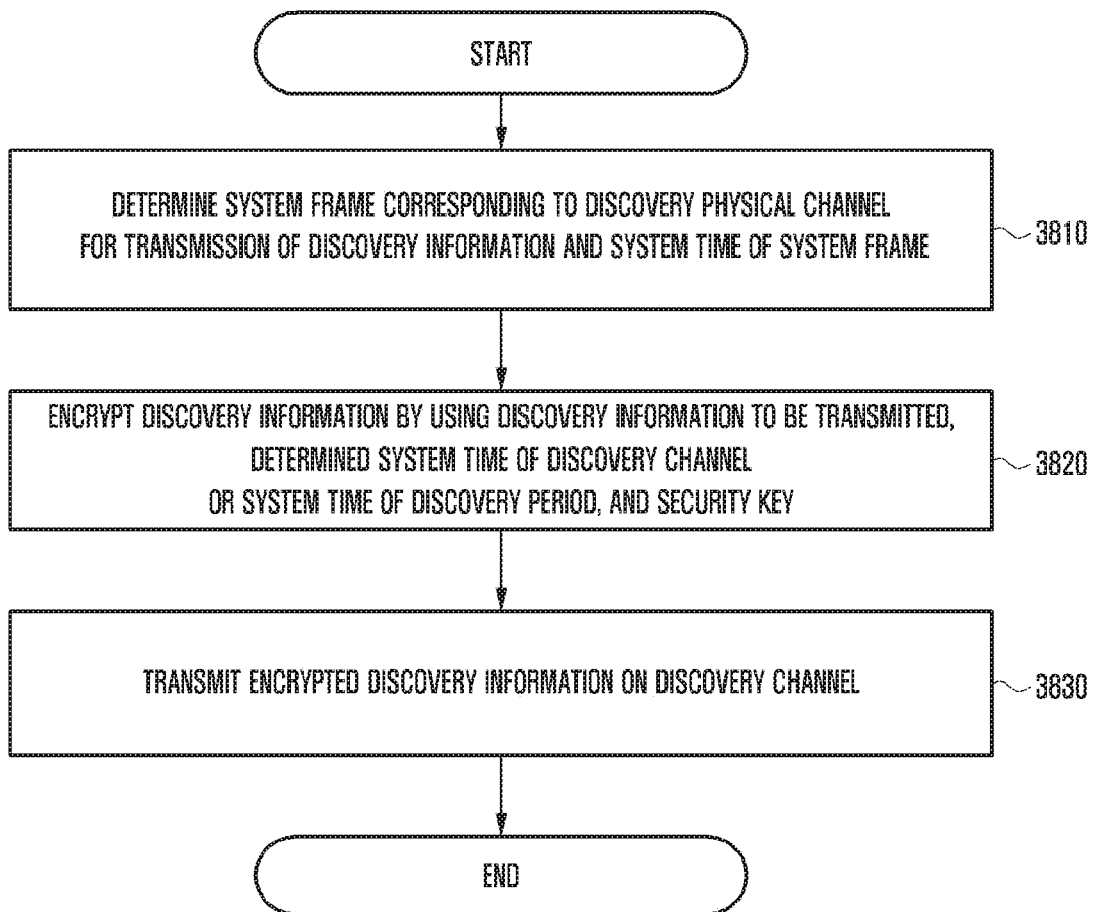 START
DETERMINE SYSTEM FRAME CORRESPONDING TO DISCOVERY PHYSICAL CHANNEL
FOR TRANSMISSION OF DISCOVERY INFORMATION AND SYSTEM TIME OF SYSTEM FRAME
3810
ENCRYPT DISCOVERY INFORMATION BY USING DISCOVERY INFORMATION TO BE TRANSMITTED,
DETERMINED SYSTEM TIME OF DISCOVERY CHANNEL
OR SYSTEM TIME OF DISCOVERY PERIOD, AND SECURITY KEY
3820
TRANSMIT ENCRYPTED DISCOVERY INFORMATION ON DISCOVERY CHANNEL
3830
END